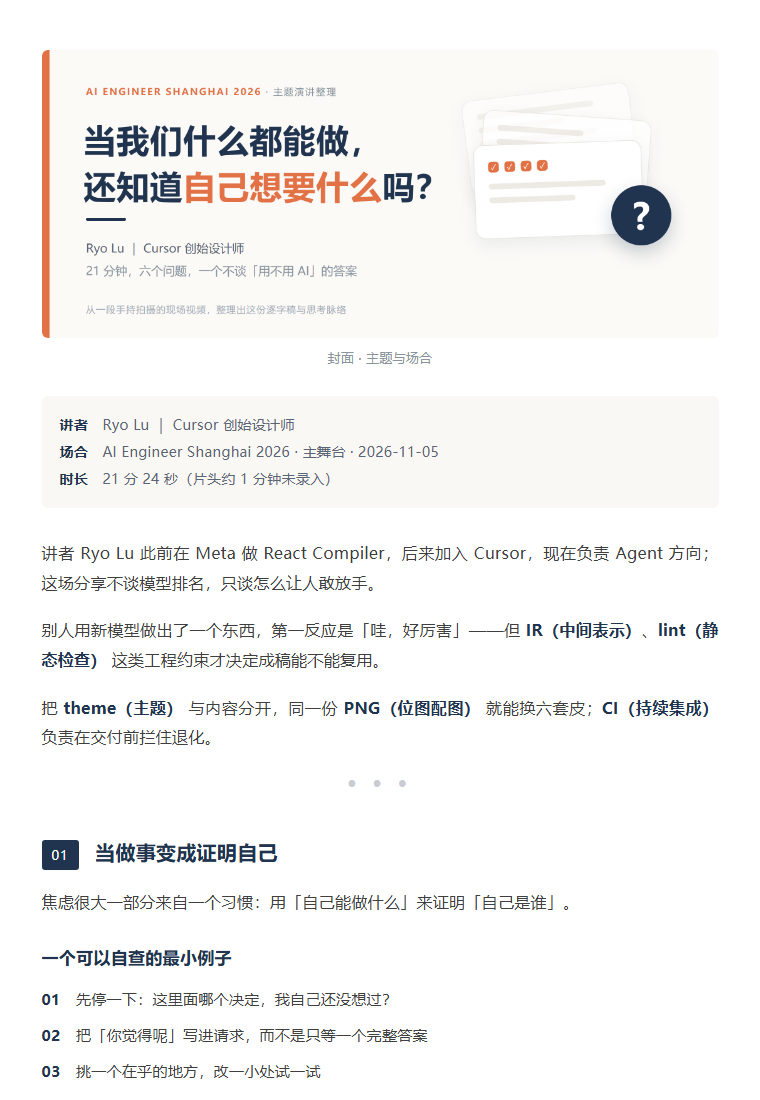 AI ENGINEER SHANGHAI 2026 · 主题演讲整理
当我们什么都能做，
还知道自己想要什么吗？
Ryo Lu ｜ Cursor 创始设计师
21 分钟，六个问题，一个不谈「用不用 AI」的答案
从一段手持拍摄的现场视频，整理出这份逐字稿与思考脉络
?
封面 · 主题与场合
讲者 Ryo Lu ｜ Cursor 创始设计师
场合 AI Engineer Shanghai 2026 · 主舞台 · 2026-11-05
时长 21 分 24 秒（片头约 1 分钟未录入）
讲者 Ryo Lu 此前在 Meta 做 React Compiler，后来加入 Cursor，现在负责 Agent 方向；
这场分享不谈模型排名，只谈怎么让人敢放手。
别人用新模型做出了一个东西，第一反应是「哇，好厉害」——但 IR（中间表示）、lint（静
态检查） 这类工程约束才决定成稿能不能复用。
把 theme（主题） 与内容分开，同一份 PNG（位图配图） 就能换六套皮；CI（持续集成）
负责在交付前拦住退化。
01 当做事变成证明自己
焦虑很大一部分来自一个习惯：用「自己能做什么」来证明「自己是谁」。
一个可以自查的最小例子
01 先停一下：这里面哪个决定，我自己还没想过？
02 把「你觉得呢」写进请求，而不是只等一个完整答案
03 挑一个在乎的地方，改一小处试一试